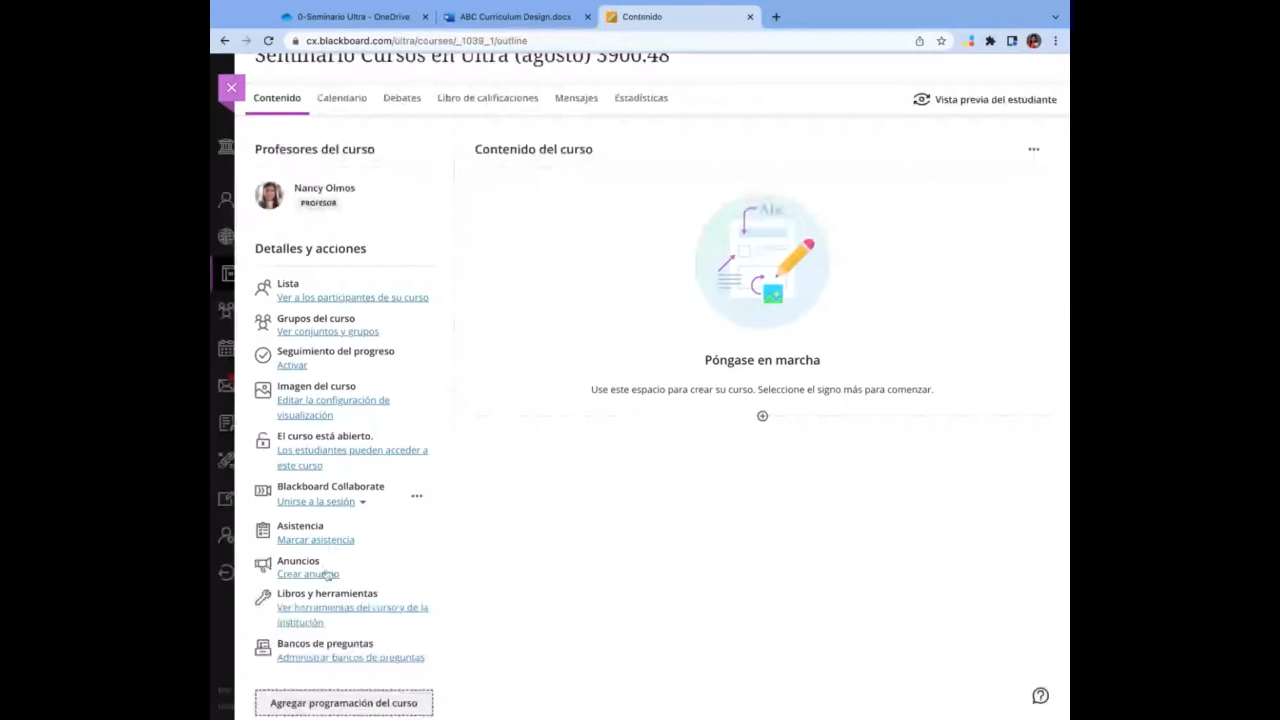 0-Seminario Ultra - OneDrive
ABC Curriculum Design.docx
Contenido
cx.blackboard.com/ultra/courses/_1039_1/outline
Seminario Cursos en Ultra (agosto) 3900.48
Contenido
Calendario
Debates
Libro de calificaciones
Mensajes
Estadísticas
Vista previa del estudiante
Profesores del curso
Nancy Olmos
PROFESOR
Detalles y acciones
Lista
Ver a los participantes de su curso
Grupos del curso
Ver conjuntos y grupos
Seguimiento del progreso
Activar
Imagen del curso
Editar la configuración de
visualización
El curso está abierto.
Los estudiantes pueden acceder a
este curso
Blackboard Collaborate
Unirse a la sesión
Asistencia
Marcar asistencia
Anuncios
Crear anuncio
Libros y herramientas
Ver herramientas del curso y de la
institución
Bancos de preguntas
Administrar bancos de preguntas
Agregar programación del curso
Contenido del curso
Abc
Póngase en marcha
Use este espacio para crear su curso. Seleccione el signo más para comenzar.